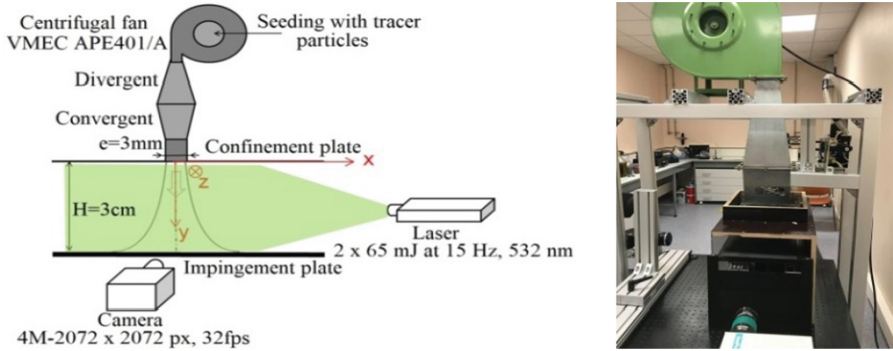 Centrifugal fan
VMEC APE401/A
Seeding with tracer
particles
Divergent
Convergent
e=3mm
Confinement plate
x
z
H=3cm
y
Laser
2 x 65 mJ at 15 Hz, 532 nm
Impingement plate
Camera
4M-2072 x 2072 px, 32fps